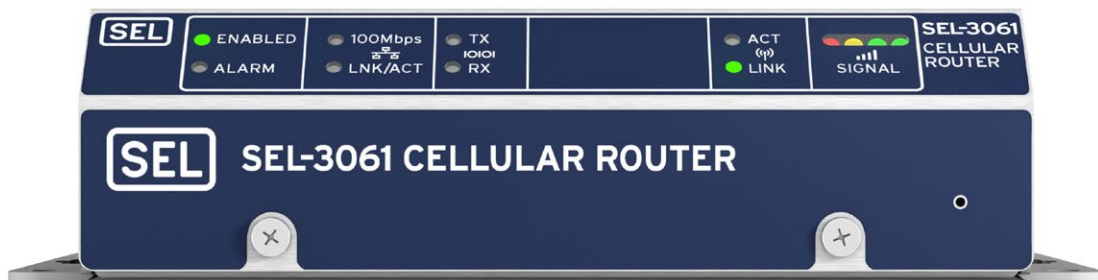 SEL
ENABLED
ALARM
100Mbps
LNK/ACT
TX
IOIOI
RX
ACT
LINK
SIGNAL
SEL-3061
CELLULAR
ROUTER
SEL
SEL-3061 CELLULAR ROUTER